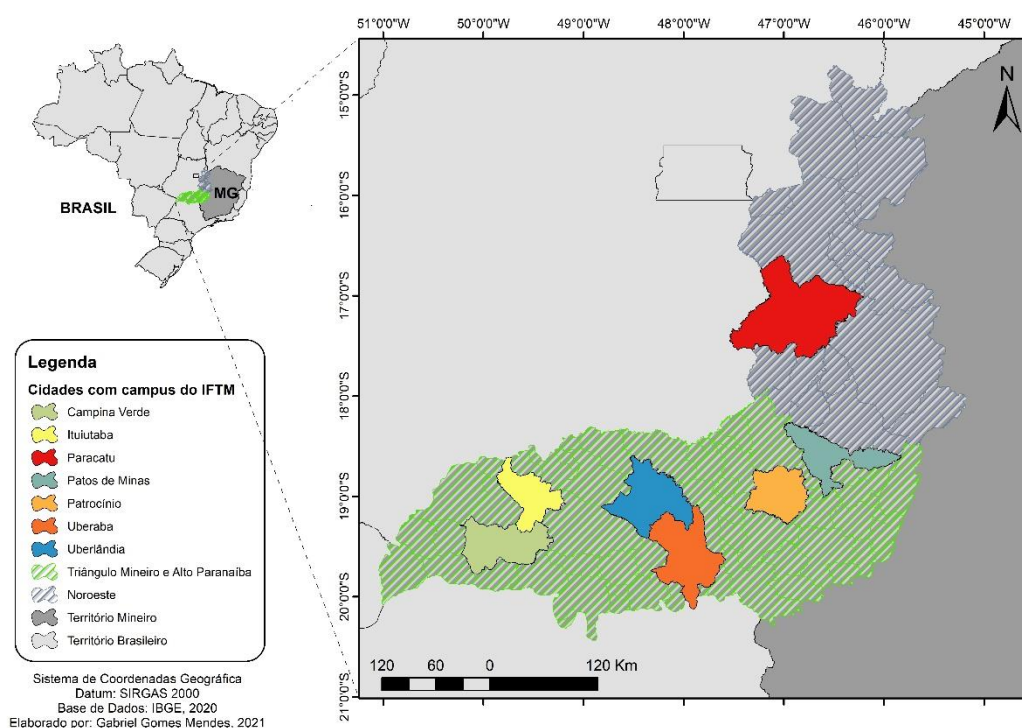 51°0'0"W 50°0'0"W 49°0'0"W 48°0'0"W 47°0'0"W 46°0'0"W 45°0'0"W
15°0'0"S
16°0'0"S
17°0'0"S
18°0'0"S
19°0'0"S
20°0'0"S
21°0'0"S
N
BRASIL
MG
Legenda
Cidades com campus do IFTM
Campina Verde
Ituiutaba
Paracatu
Patos de Minas
Patrocínio
Uberaba
Uberlândia
Triângulo Mineiro e Alto Paranaíba
Noroeste
Território Mineiro
Território Brasileiro
120 60 0 120 Km
Sistema de Coordenadas Geográfica
Datum: SIRGAS 2000
Base de Dados: IBGE, 2020
Elaborado por: Gabriel Gomes Mendes, 2021